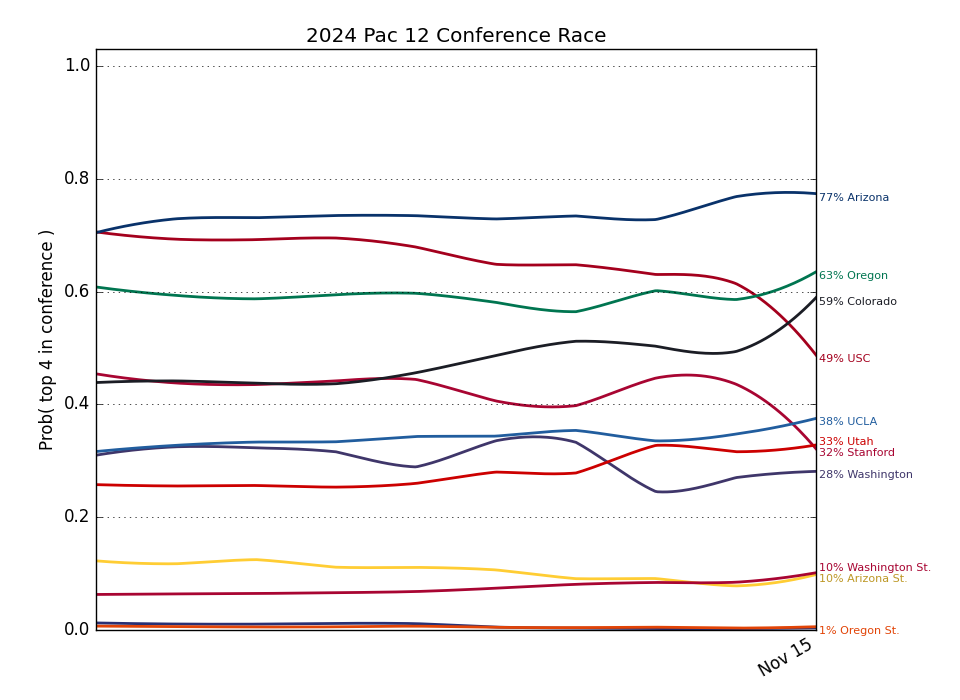 2024 Pac 12 Conference Race
Prob( top 4 in conference )
1.0
0.8
0.6
0.4
0.2
0.0
77% Arizona
63% Oregon
59% Colorado
49% USC
38% UCLA
33% Utah
32% Stanford
28% Washington
10% Washington St.
10% Arizona St.
1% Oregon St.
Nov 15